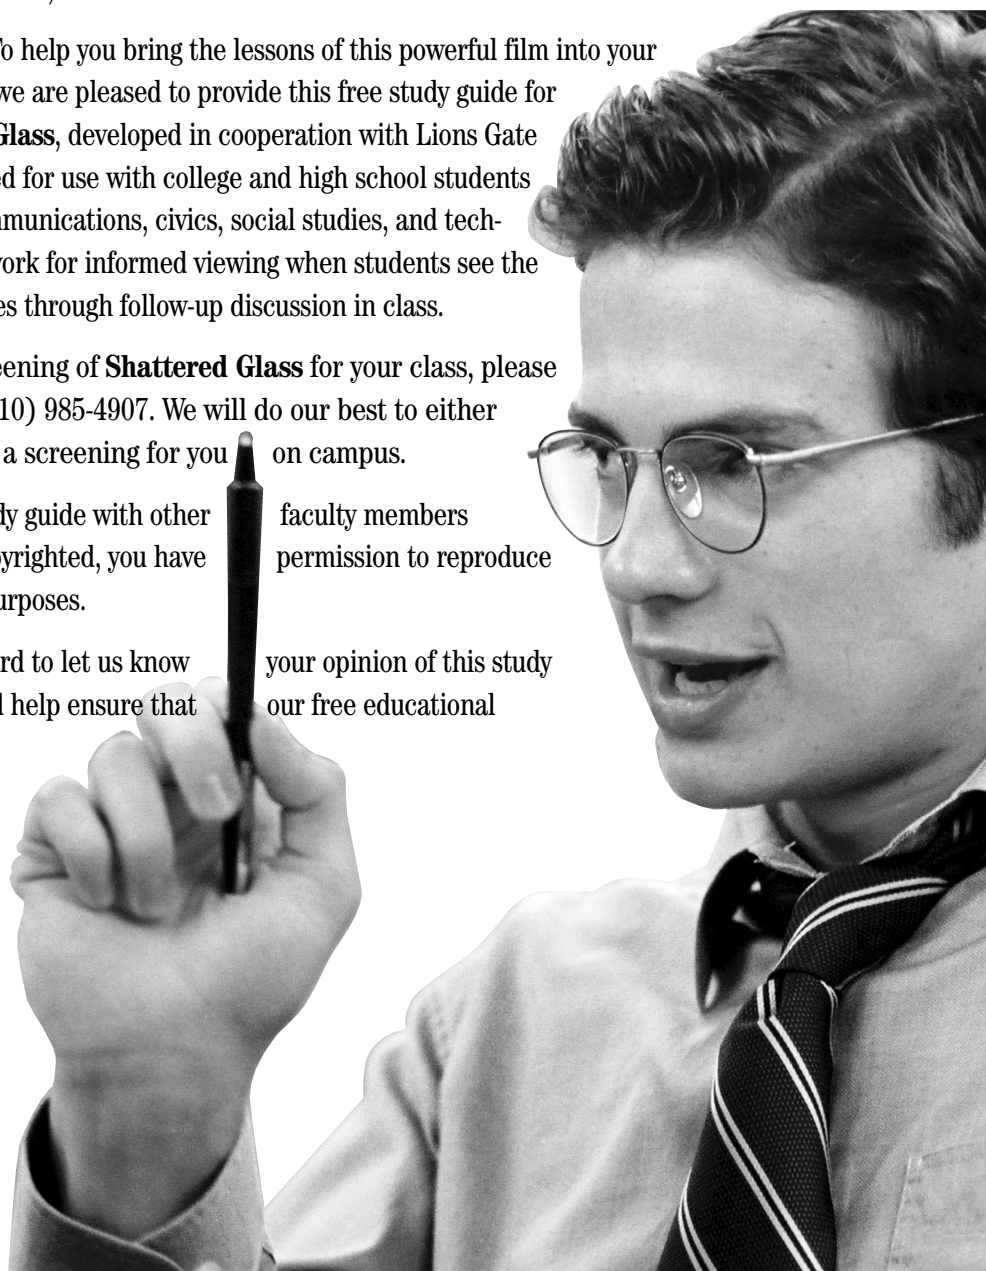 To help you bring the lessons of this powerful film into your
we are pleased to provide this free study guide for
Glass, developed in cooperation with Lions Gate
ed for use with college and high school students
mmunications, civics, social studies, and tech-
work for informed viewing when students see the
es through follow-up discussion in class.
eening of Shattered Glass for your class, please
10) 985-4907. We will do our best to either
a screening for you on campus.
dy guide with other faculty members
pyrighted, you have permission to reproduce
urposes.
rd to let us know your opinion of this study
l help ensure that our free educational